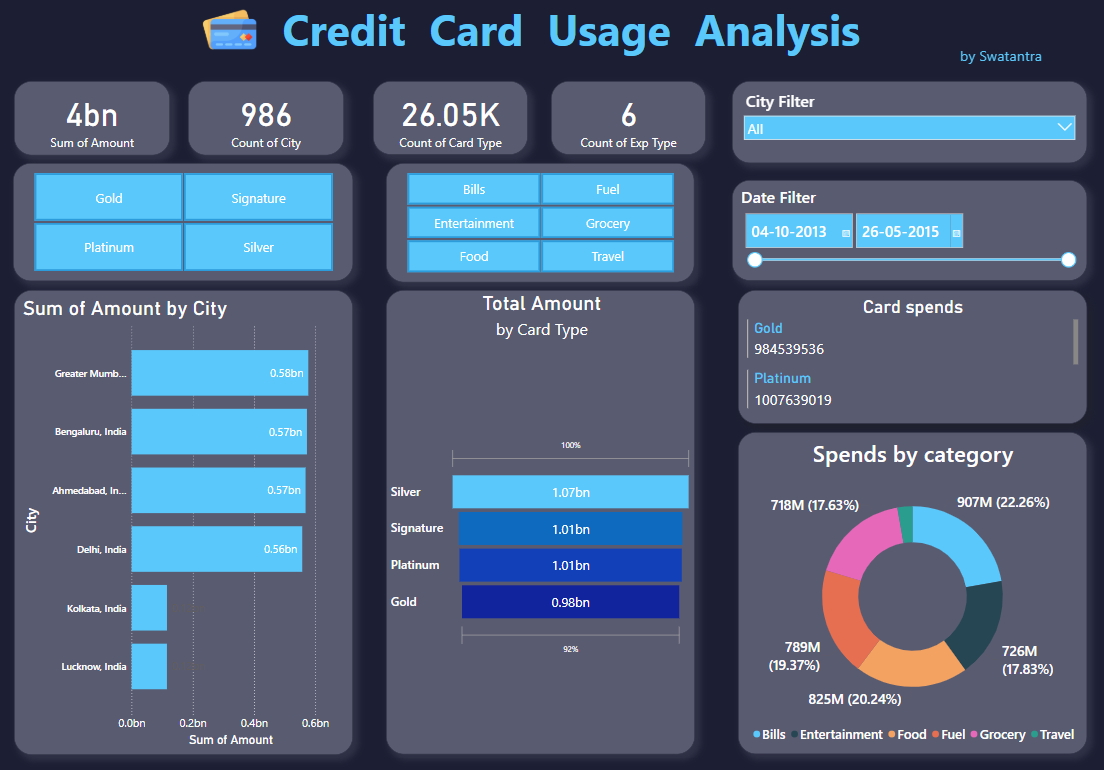 Credit Card Usage Analysis
by Swatantra
4bn
Sum of Amount
986
Count of City
26.05K
Count of Card Type
6
Count of Exp Type
City Filter
All
Gold
Signature
Platinum
Silver
Bills
Fuel
Entertainment
Grocery
Food
Travel
Date Filter
04-10-2013
26-05-2015
Sum of Amount by City
City
Greater Mumb...
0.58bn
Bengaluru, India
0.57bn
Ahmedabad, In...
0.57bn
Delhi, India
0.56bn
Kolkata, India
Lucknow, India
0.0bn
0.2bn
0.4bn
0.6bn
Sum of Amount
Total Amount
by Card Type
100%
Silver
1.07bn
Signature
1.01bn
Platinum
1.01bn
Gold
0.98bn
92%
Card spends
Gold
984539536
Platinum
1007639019
Spends by category
718M (17.63%)
907M (22.26%)
789M
(19.37%)
726M
(17.83%)
825M (20.24%)
Bills Entertainment Food Fuel Grocery Travel